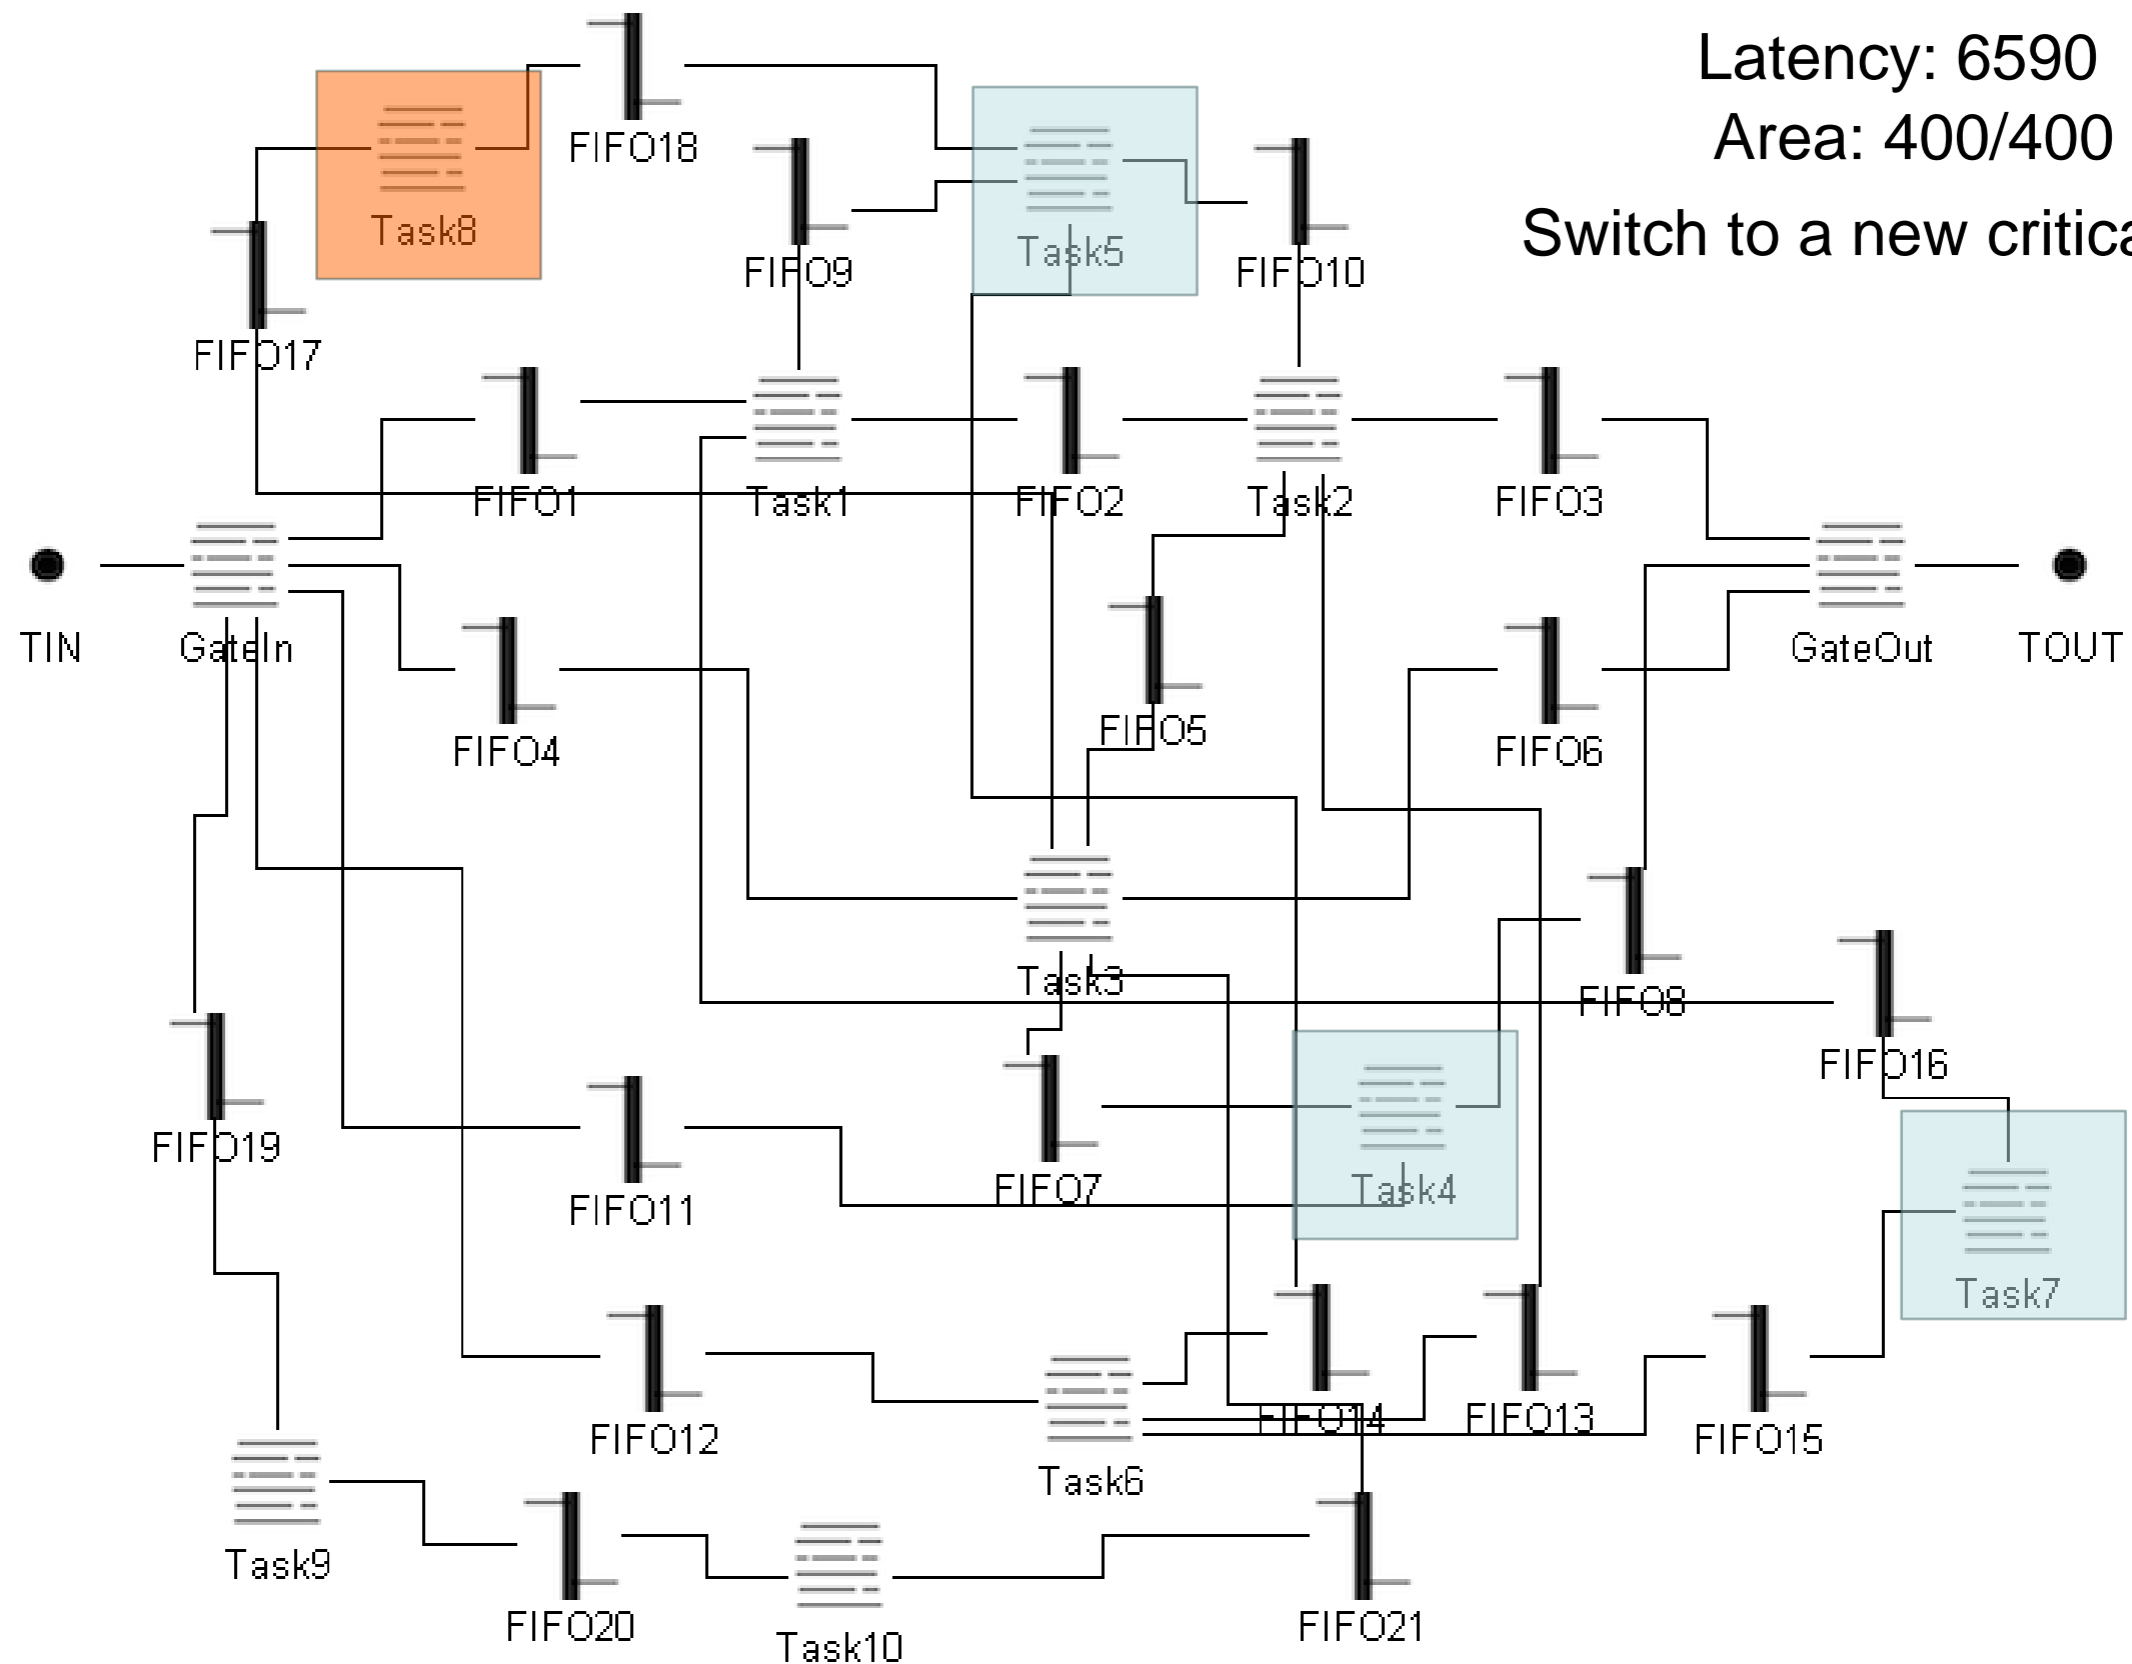 Latency: 6590
Area: 400/400
Switch to a new critica
FIFO18
Task8
Task5
FIFO9
FIFO10
FIFO17
FIFO1
Task1
FIFO2
Task2
FIFO3
TIN
GateIn
GateOut
TOUT
FIFO4
FIFO5
FIFO6
Task3
FIFO8
FIFO16
FIFO19
FIFO11
FIFO7
Task4
Task7
FIFO12
FIFO14
FIFO13
FIFO15
Task6
Task9
FIFO20
Task10
FIFO21